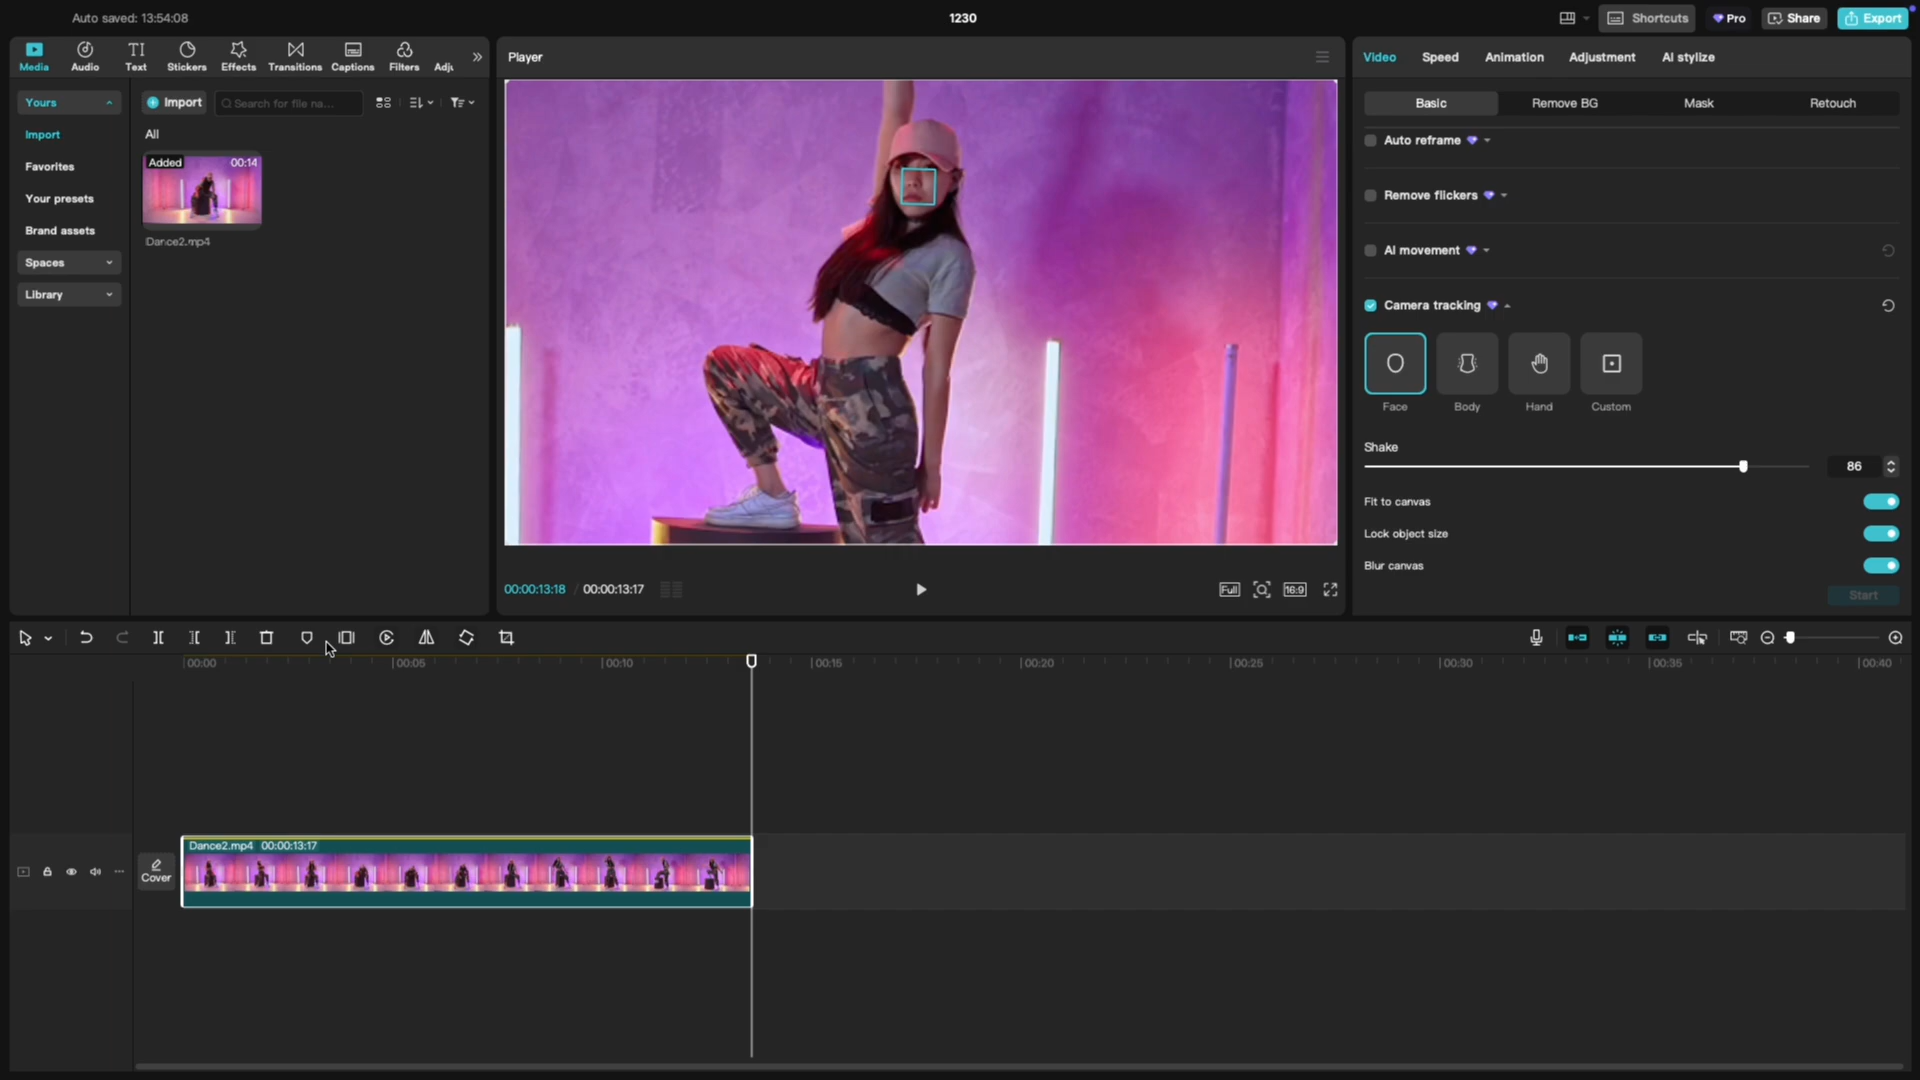 Auto saved: 13:54:08
1230
Shortcuts
Pro
Share
Export
Media
Audio
Text
Stickers
Effects
Transitions
Captions
Filters
Yours
Import
Favorites
Your presets
Brand assets
Spaces
Library
Import
Search for file na...
All
Added
00:14
Dance2.mp4
Player
00:00:13:18 / 00:00:13:17
Full
16:9
Video
Speed
Animation
Adjustment
AI stylize
Basic
Remove BG
Mask
Retouch
Auto reframe
Remove flickers
AI movement
Camera tracking
Face
Body
Hand
Custom
Shake
86
Fit to canvas
Lock object size
Blur canvas
Start
00:00
00:05
00:10
00:15
00:20
00:25
00:30
00:35
00:40
Dance2.mp4 00:00:13:17
Cover